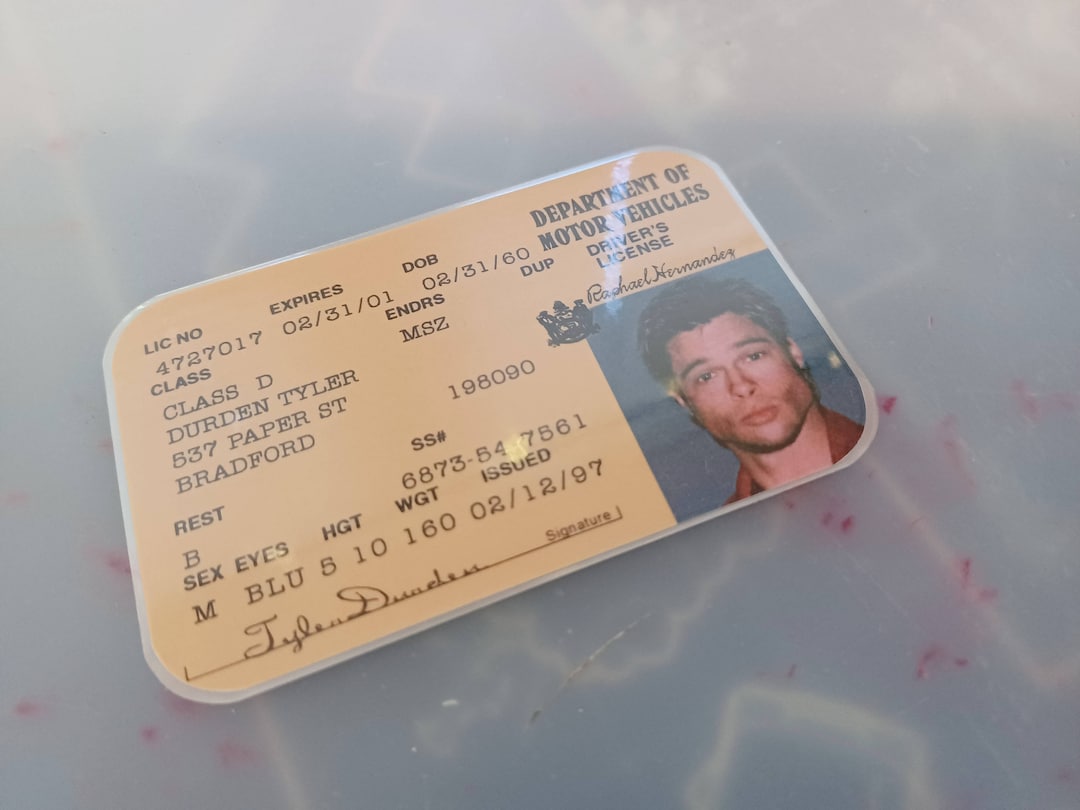 DEPARTMENT OF
MOTOR VEHICLES
DRIVER'S
LICENSE
Raphael Hernandez
LIC NO EXPIRES DOB
4727017 02/31/01 02/31/60 DUP
CLASS ENDRS
CLASS D MSZ
DURDEN TYLER
537 PAPER ST 198090
BRADFORD
SS#
6873-54-7561
REST
B
SEX EYES HGT WGT ISSUED
M BLU 5 10 160 02/12/97
Signature
Tyler Durden